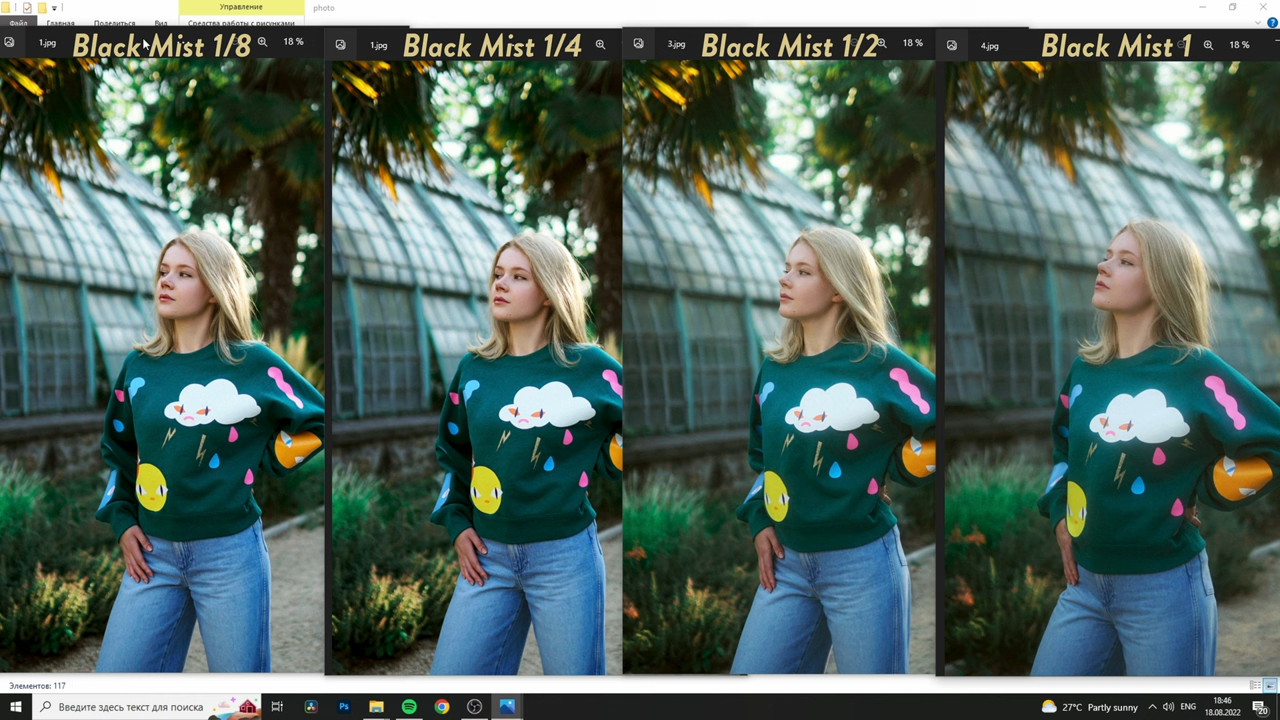 Управление
photo
Файл
Главная
Поделиться
Вид
Средства работы с рисунками
1.jpg
Black Mist 1/8
18 %
1.jpg
Black Mist 1/4
3.jpg
Black Mist 1/2
18 %
4.jpg
Black Mist 1
18 %
Элементов: 117
Введите здесь текст для поиска
Ps
27°C Partly sunny
ENG
18:46
18.08.2022
20